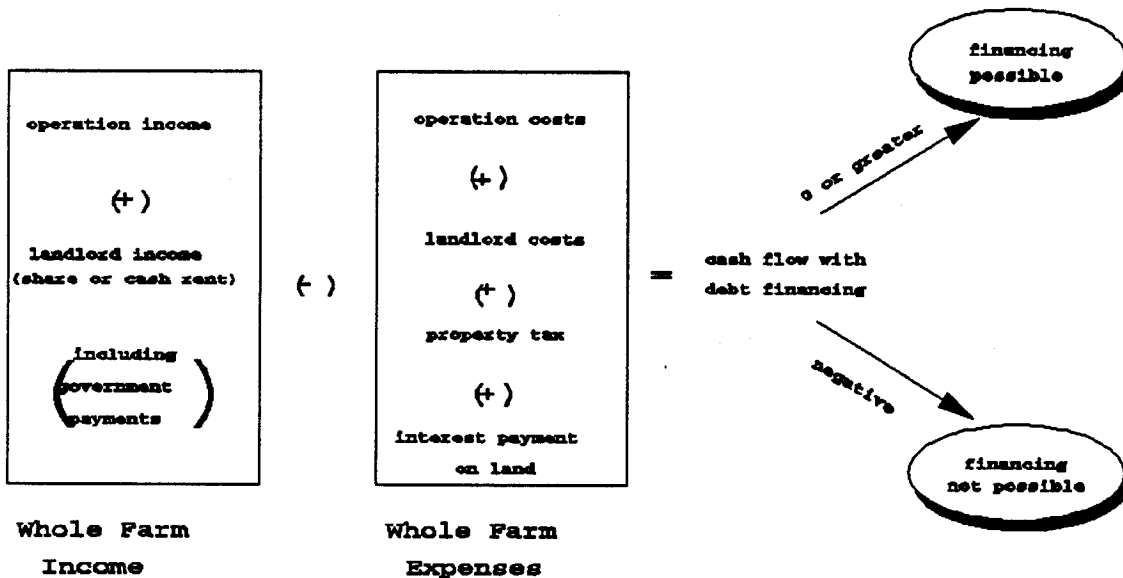 operation income
(+)
landlord income
(share or cash rent)
(including
government
payments)
Whole Farm
Income
(-)
operation costs
(+)
landlord costs
(+)
property tax
(+)
interest payment
on land
Whole Farm
Expenses
=
cash flow with
debt financing
0 or greater
financing
possible
negative
financing
not possible